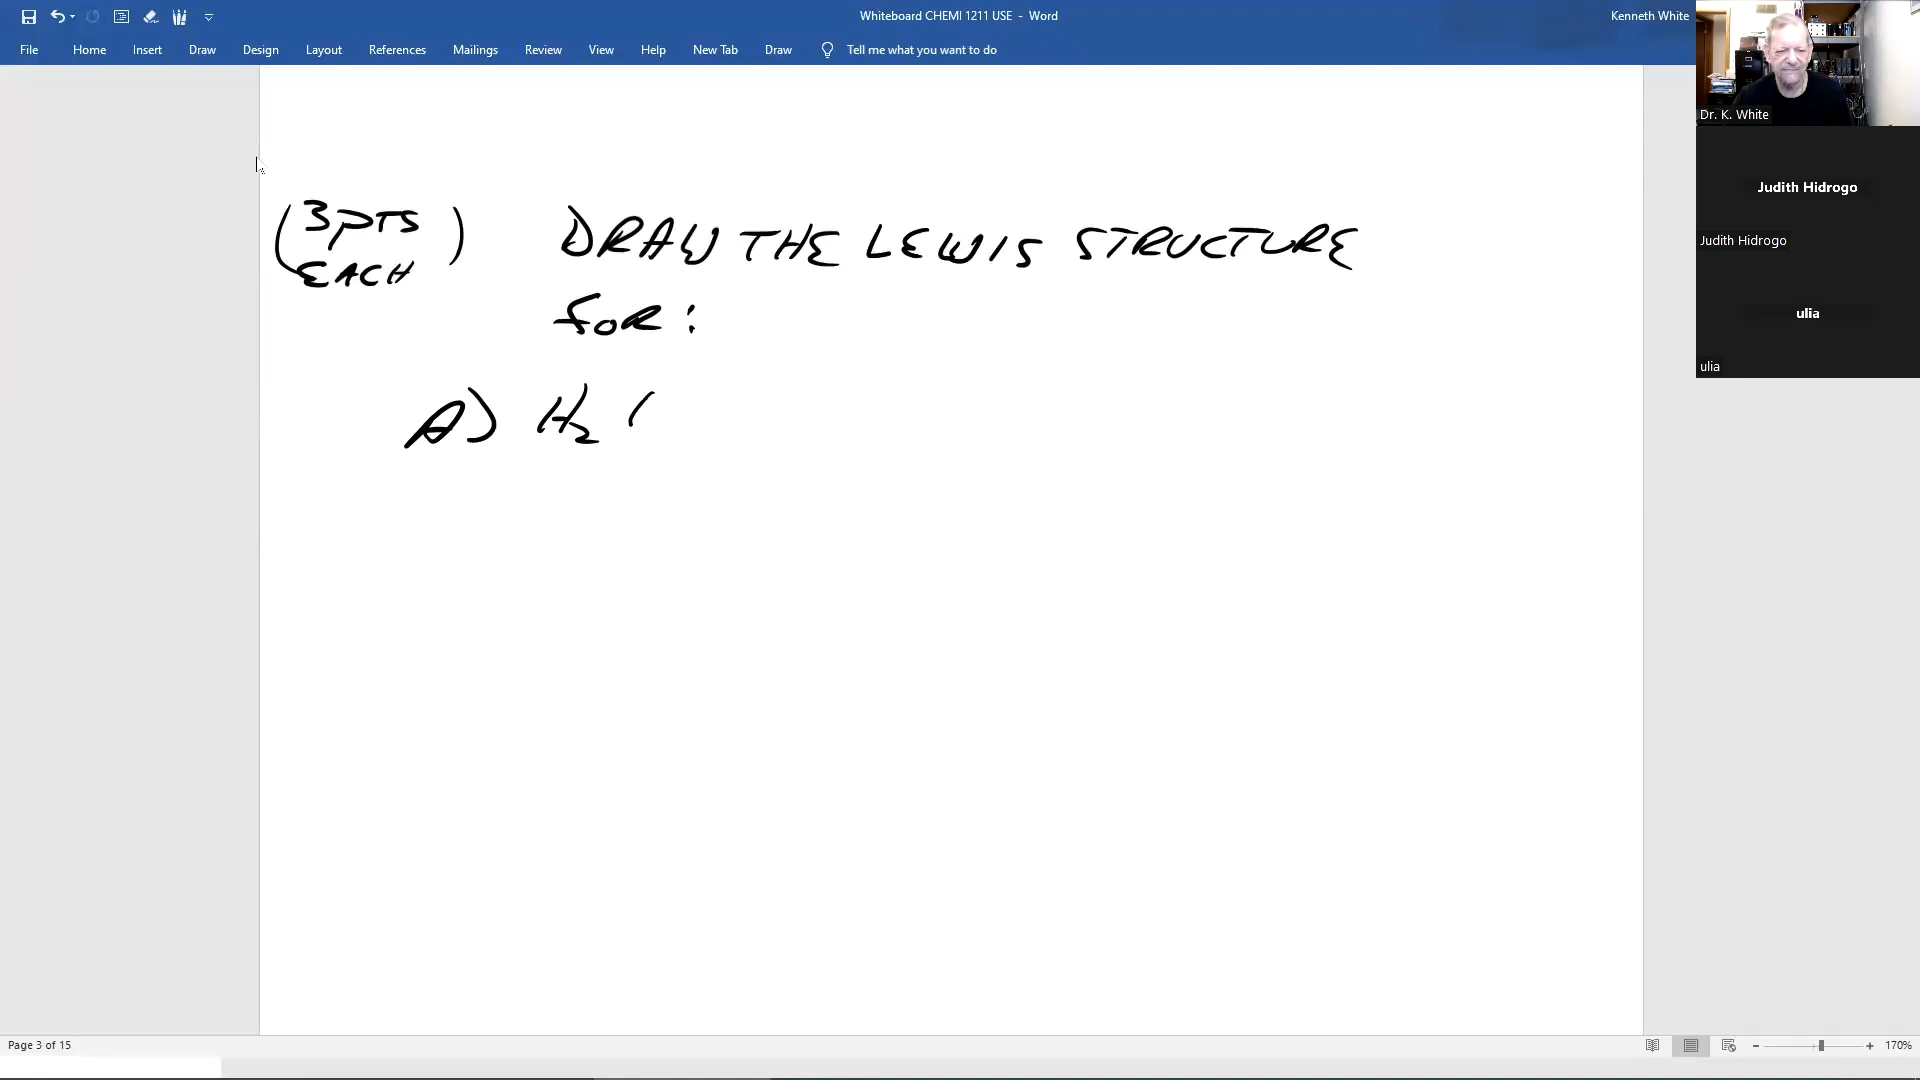 Whiteboard CHEMI 1211 USE - Word
Kenneth White
File Home Insert Draw Design Layout References Mailings Review View Help New Tab Draw Tell me what you want to do
Dr. K. White
Judith Hidrogo
Judith Hidrogo
ulia
ulia
(3 PTS EACH) DRAW THE LEWIS STRUCTURE
FOR:
A) H₂ (
Page 3 of 15
170%